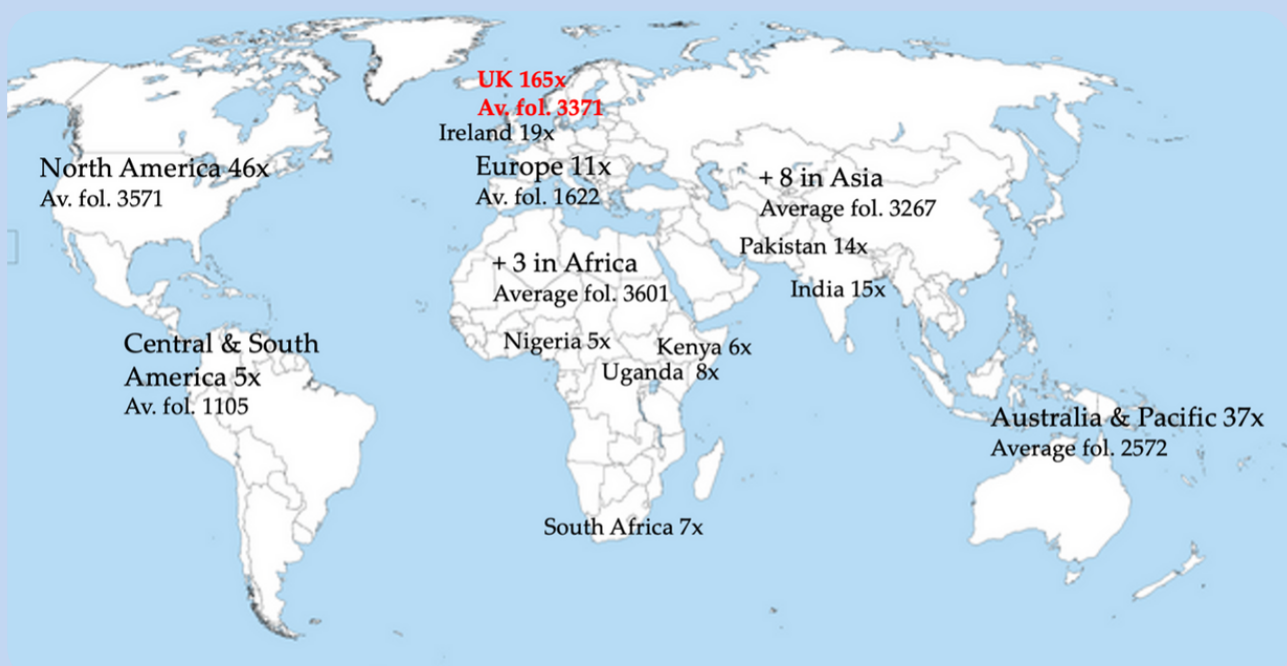 UK 165x
Av. fol. 3371
Ireland 19x
North America 46x
Av. fol. 3571
Europe 11x
Av. fol. 1622
+ 8 in Asia
Average fol. 3267
Pakistan 14x
India 15x
+ 3 in Africa
Average fol. 3601
Nigeria 5x
Kenya 6x
Uganda 8x
Central & South
America 5x
Av. fol. 1105
Australia & Pacific 37x
Average fol. 2572
South Africa 7x